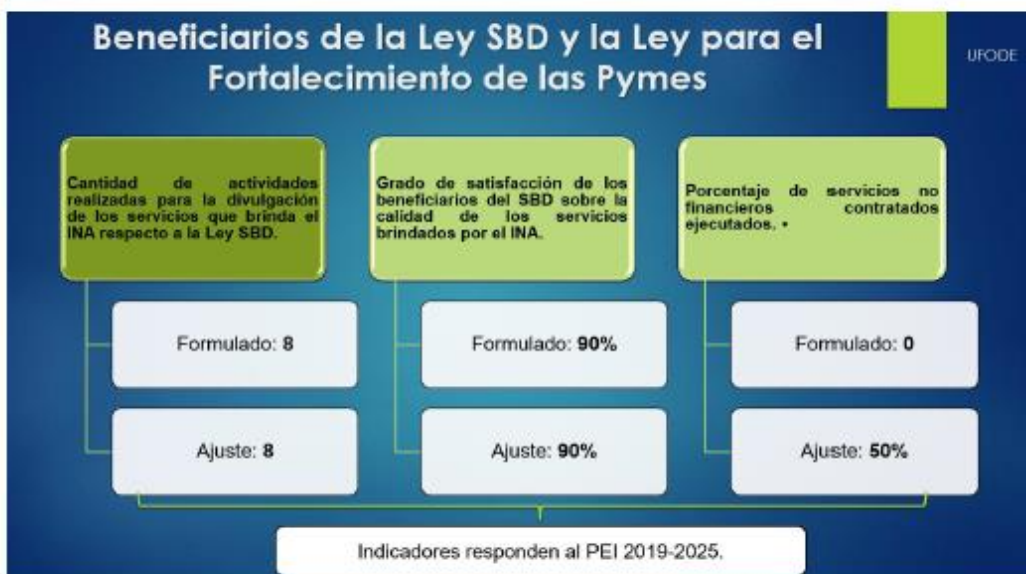 Beneficiarios de la Ley SBD y la Ley para el
Fortalecimiento de las Pymes
UFODE
Cantidad de actividades
realizadas para la divulgación
de los servicios que brinda el
INA respecto a la Ley SBD.
Formulado: 8
Ajuste: 8
Grado de satisfacción de los
beneficiarios del SBD sobre la
calidad de los servicios
brindados por el INA.
Formulado: 90%
Ajuste: 90%
Porcentaje de servicios no
financieros contratados
ejecutados. •
Formulado: 0
Ajuste: 50%
Indicadores responden al PEI 2019-2025.